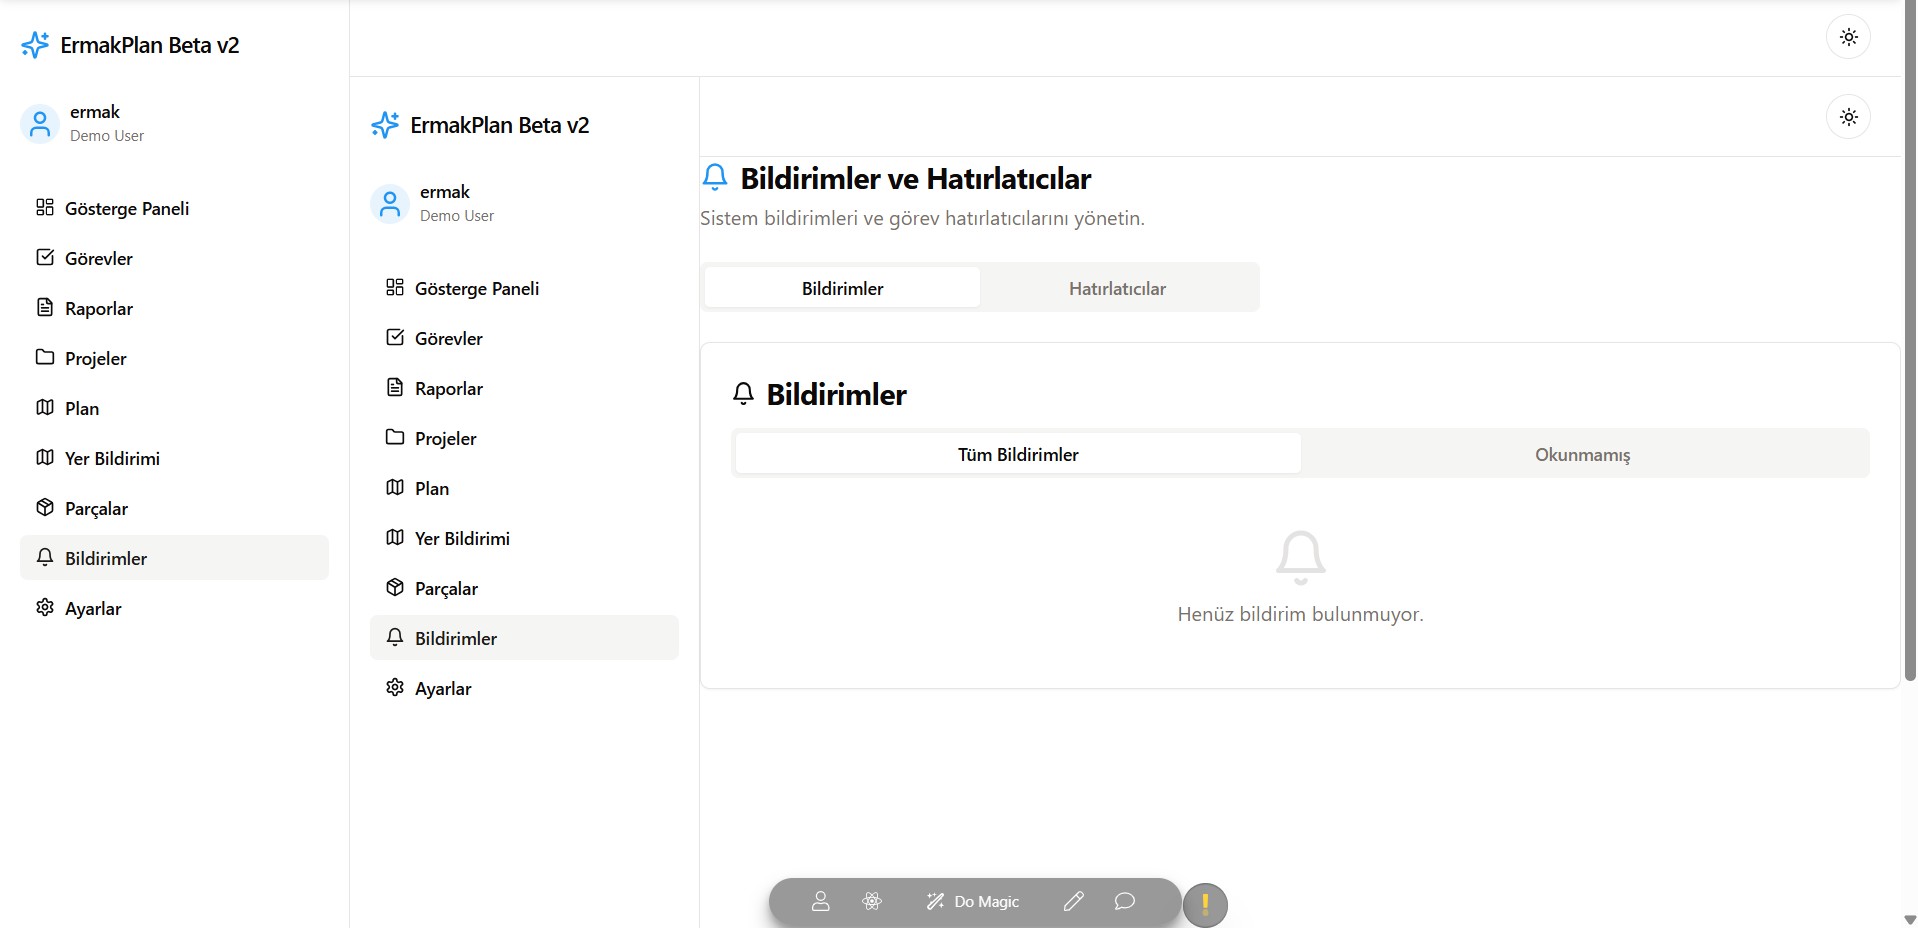 ErmakPlan Beta v2
ermak
Demo User
Gösterge Paneli
Görevler
Raporlar
Projeler
Plan
Yer Bildirimi
Parçalar
Bildirimler
Ayarlar
ErmakPlan Beta v2
ermak
Demo User
Gösterge Paneli
Görevler
Raporlar
Projeler
Plan
Yer Bildirimi
Parçalar
Bildirimler
Ayarlar
Bildirimler ve Hatırlatıcılar
Sistem bildirimleri ve görev hatırlatıcılarını yönetin.
Bildirimler
Hatırlatıcılar
Bildirimler
Tüm Bildirimler
Okunmamış
Henüz bildirim bulunmuyor.
Do Magic